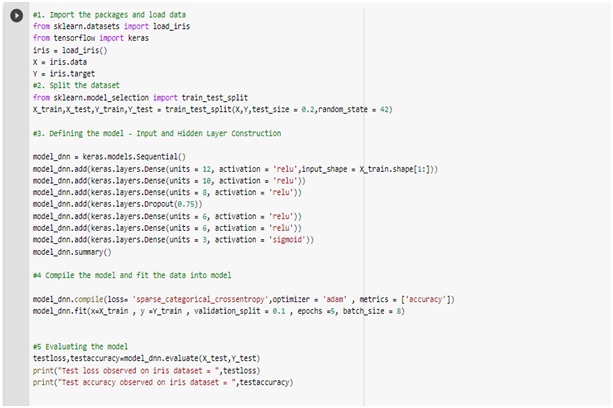 #1. Import the packages and load data
from sklearn.datasets import load_iris
from tensorflow import keras
iris = load_iris()
X = iris.data
Y = iris.target
#2. Split the dataset
from sklearn.model_selection import train_test_split
X_train,X_test,Y_train,Y_test = train_test_split(X,Y,test_size = 0.2,random_state = 42)
#3. Defining the model - Input and Hidden Layer Construction
model_dnn = keras.models.Sequential()
model_dnn.add(keras.layers.Dense(units = 12, activation = 'relu',input_shape = X_train.shape[1:]))
model_dnn.add(keras.layers.Dense(units = 10, activation = 'relu'))
model_dnn.add(keras.layers.Dense(units = 8, activation = 'relu'))
model_dnn.add(keras.layers.Dropout(0.75))
model_dnn.add(keras.layers.Dense(units = 6, activation = 'relu'))
model_dnn.add(keras.layers.Dense(units = 6, activation = 'relu'))
model_dnn.add(keras.layers.Dense(units = 3, activation = 'sigmoid'))
model_dnn.summary()
#4 Compile the model and fit the data into model
model_dnn.compile(loss= 'sparse_categorical_crossentropy',optimizer = 'adam' , metrics = ['accuracy'])
model_dnn.fit(x=X_train , y =Y_train , validation_split = 0.1 , epochs =5, batch_size = 8)
#5 Evaluating the model
testloss,testaccuracy=model_dnn.evaluate(X_test,Y_test)
print("Test loss observed on iris dataset = ",testloss)
print("Test accuracy observed on iris dataset = ",testaccuracy)